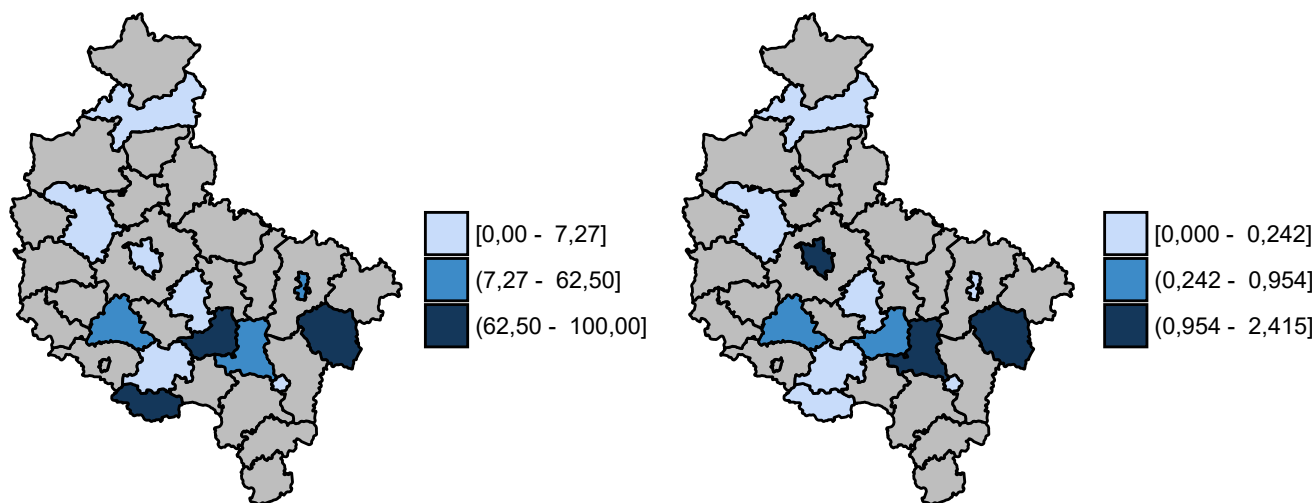 [0,00 - 7,27]
(7,27 - 62,50]
(62,50 - 100,00]
[0,000 - 0,242]
(0,242 - 0,954]
(0,954 - 2,415]